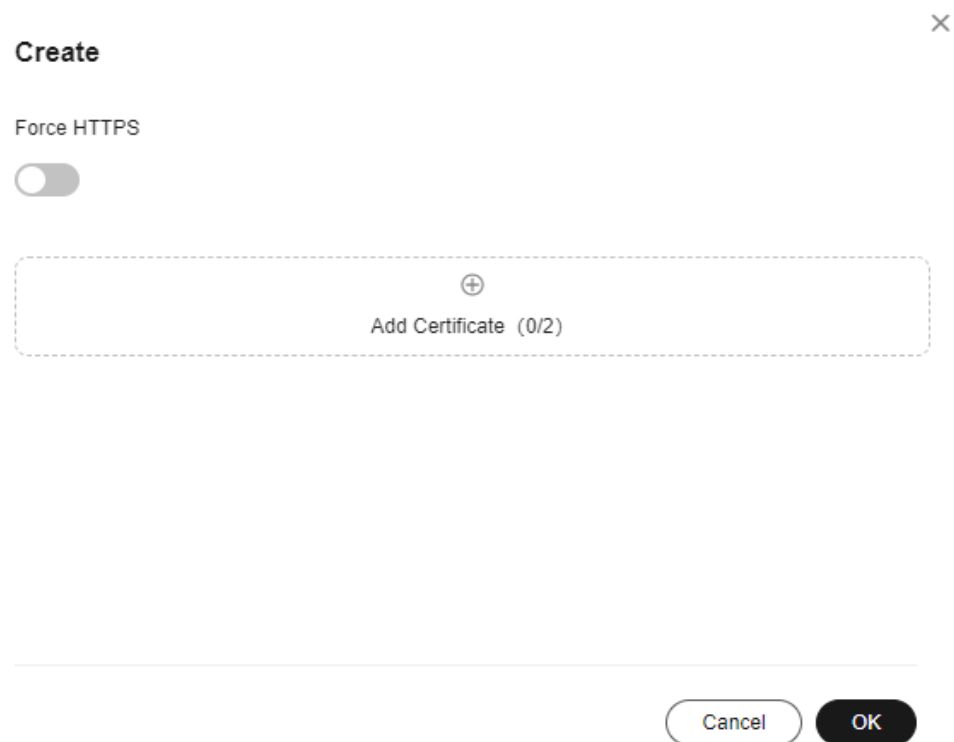 Create
Force HTTPS
Add Certificate（0/2）
Cancel
OK